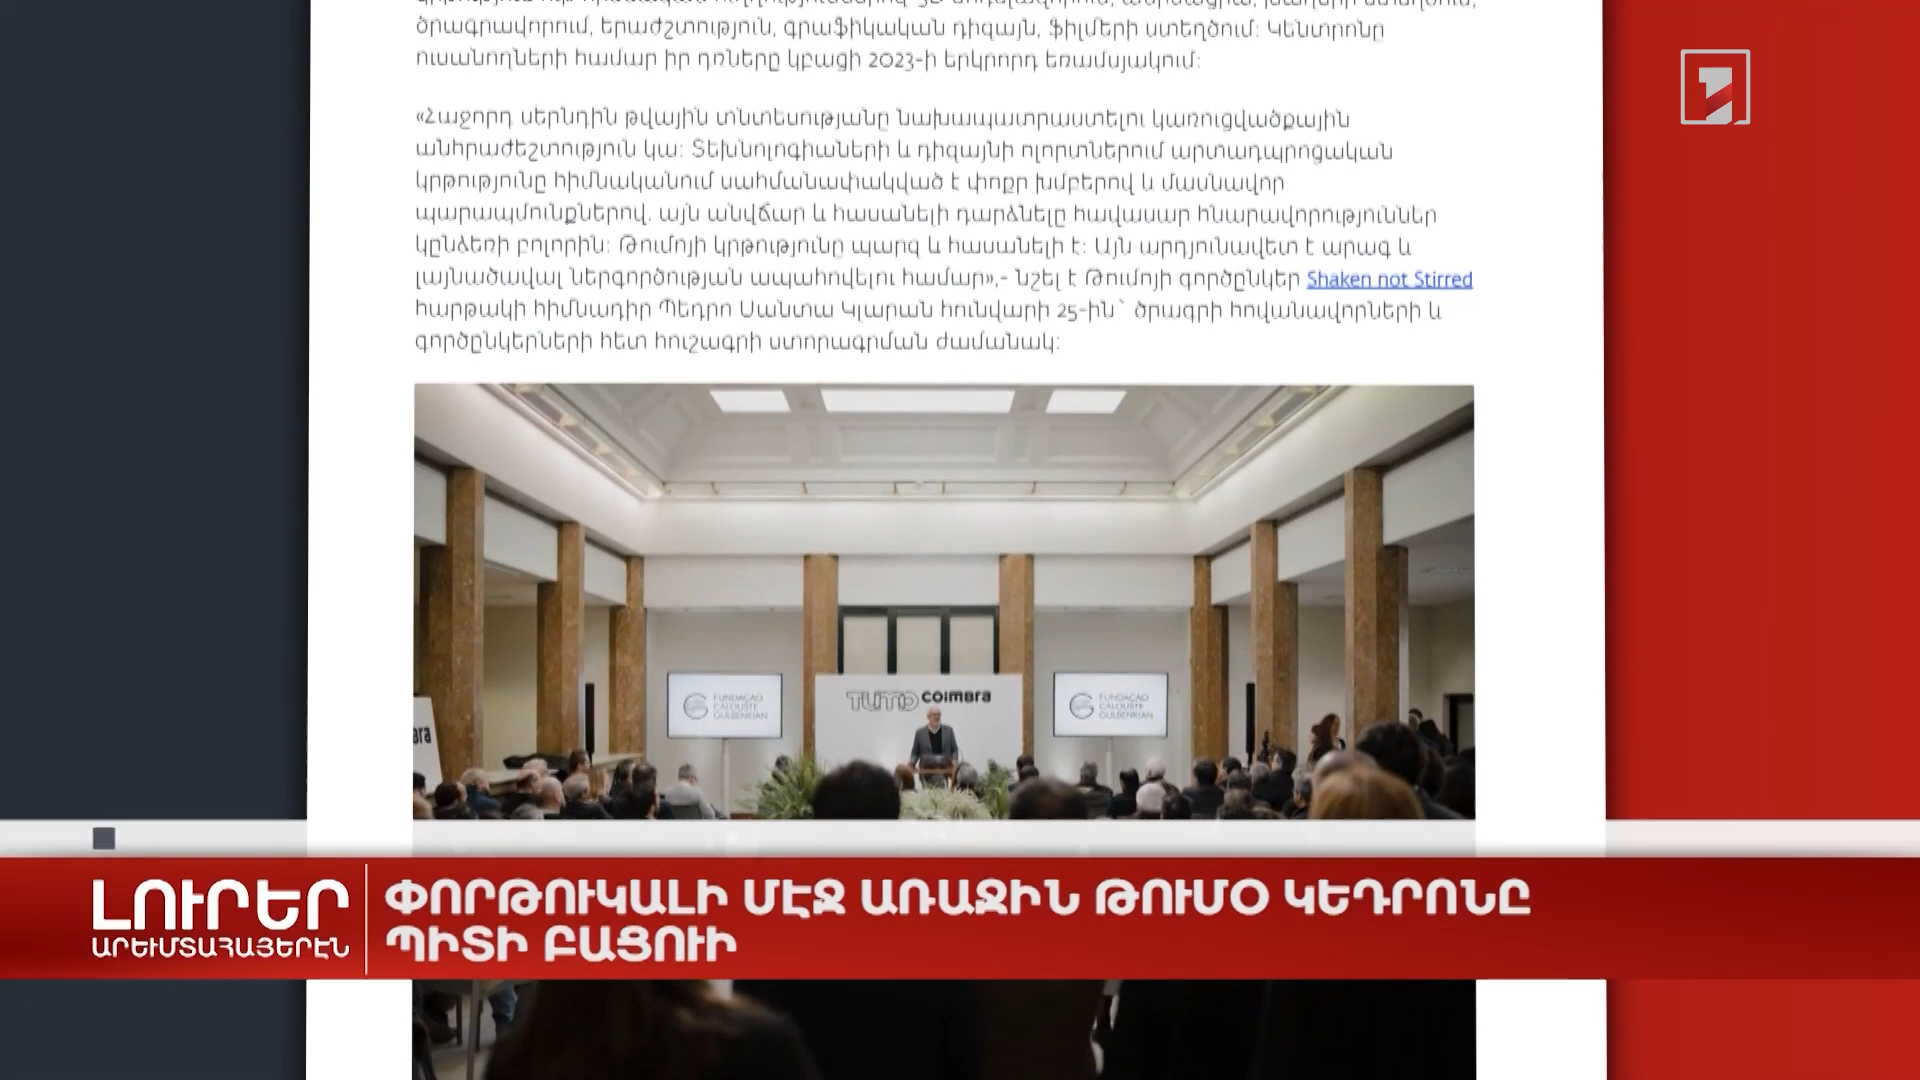 ծրագրավորում, երաժշտություն, գրաֆիկական դիզայն, ֆիլմերի ստեղծում: Կենտրոնը
ուսանողների համար իր դռները կբացի 2023-ի երկրորդ եռամսյակում:
«Հաջորդ սերնդին թվային տնտեսությանը նախապատրաստելու կառուցվածքային
անհրաժեշտություն կա: Տեխնոլոգիաների և դիզայնի ոլորտներում արտադպրոցական
կրթությունը հիմնականում սահմանափակված է փոքր խմբերով և մասնավոր
պարապմունքներով. այն անվճար և հասանելի դարձնելը հավասար հնարավորություններ
կընձեռի բոլորին: Թումոյի կրթությունը պարզ և հասանելի է: Այն արդյունավետ է արագ և
լայնածավալ ներգործության ապահովելու համար»,- նշել է Թումոյի գործընկեր Shaken not Stirred
հարթակի հիմնադիր Պեդրո Սանտա Կլարան հունվարի 25-ին` ծրագրի հովանավորների և
գործընկերների հետ հուշագրի ստորագրման ժամանակ:
FUNDAÇÃO
CALOUSTE
GULBENKIAN
TUMO coimbra
FUNDAÇÃO
CALOUSTE
GULBENKIAN
bra
1
ԼՈՒՐԵՐ
ԱՐԵՒՄՏԱՀԱՅԵՐԷՆ
ՓՈՐԹՈՒԿԱԼԻ ՄԷՋ ԱՌԱՋԻՆ ԹՈՒՄՕ ԿԵԴՐՈՆԸ
ՊԻՏԻ ԲԱՑՈՒԻ